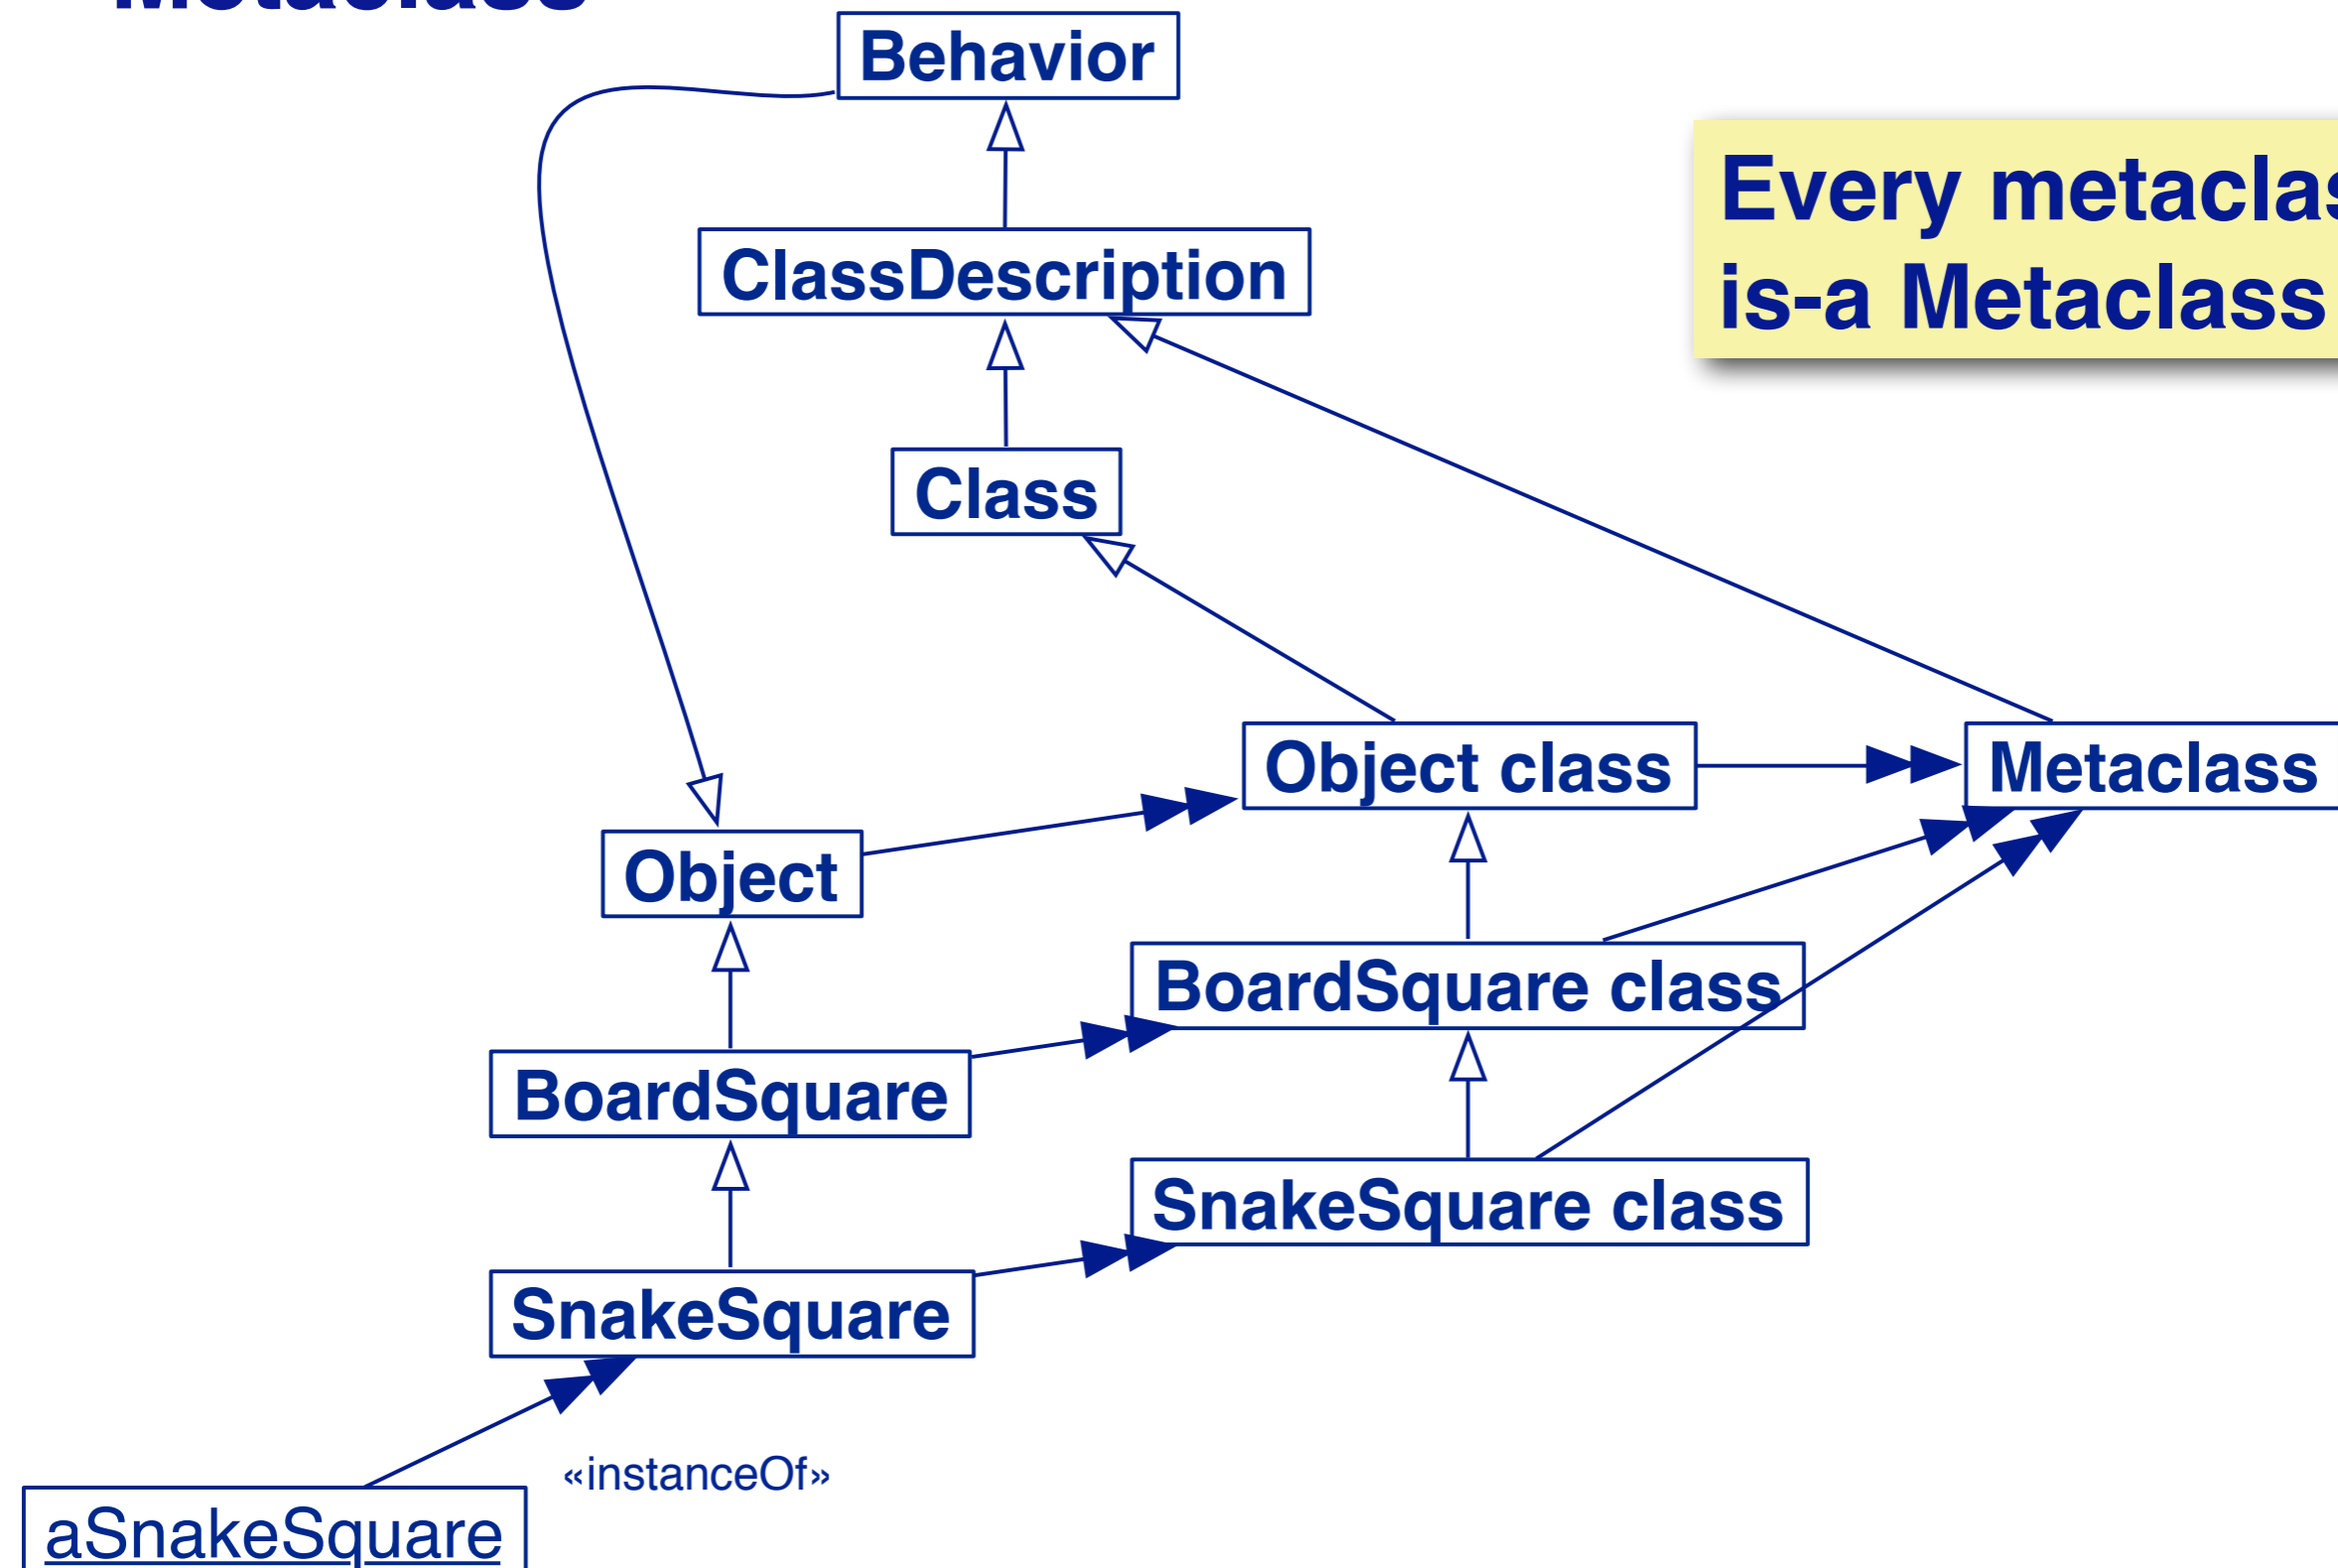 Metaclass
Behavior
Every metaclas
is-a Metaclass
ClassDescription
Class
Object class
Metaclass
Object
BoardSquare class
BoardSquare
SnakeSquare class
SnakeSquare
«instanceOf»
aSnakeSquare